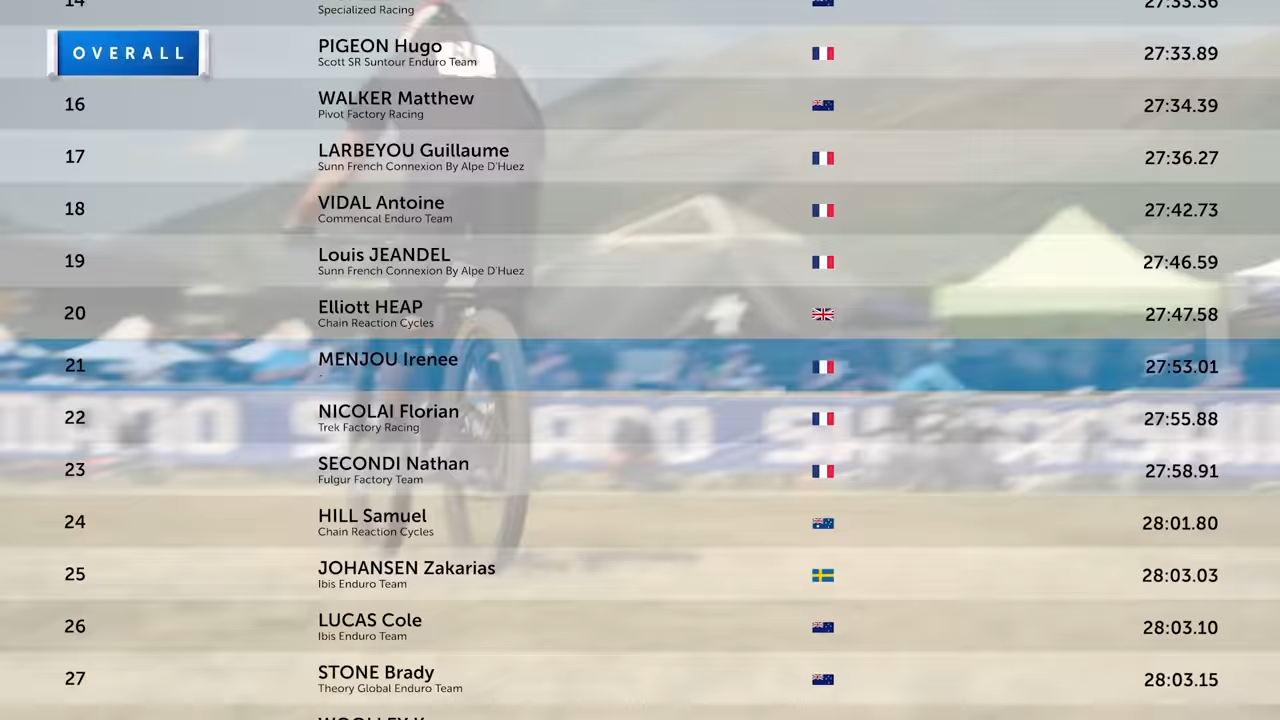 14
Specialized Racing
27:33.36
OVERALL
PIGEON Hugo
Scott SR Suntour Enduro Team
27:33.89
16
WALKER Matthew
Pivot Factory Racing
27:34.39
17
LARBEYOU Guillaume
Sunn French Connexion By Alpe D'Huez
27:36.27
18
VIDAL Antoine
Commencal Enduro Team
27:42.73
19
Louis JEANDEL
Sunn French Connexion By Alpe D'Huez
27:46.59
20
Elliott HEAP
Chain Reaction Cycles
27:47.58
21
MENJOU Irenee
-
27:53.01
22
NICOLAI Florian
Trek Factory Racing
27:55.88
23
SECONDI Nathan
Fulgur Factory Team
27:58.91
24
HILL Samuel
Chain Reaction Cycles
28:01.80
25
JOHANSEN Zakarias
Ibis Enduro Team
28:03.03
26
LUCAS Cole
Ibis Enduro Team
28:03.10
27
STONE Brady
Theory Global Enduro Team
28:03.15